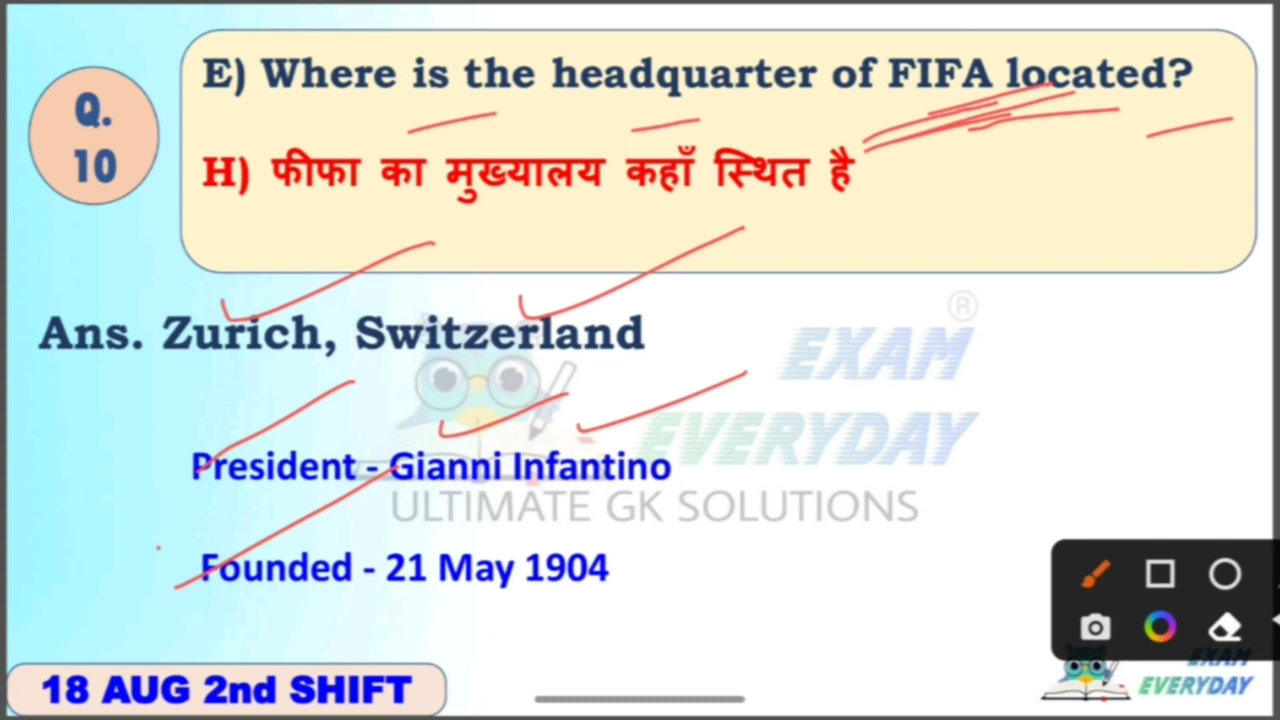 Q.
10
E) Where is the headquarter of FIFA located?
H) फीफा का मुख्यालय कहाँ स्थित है
Ans. Zurich, Switzerland
®
EXAM
EVERYDAY
ULTIMATE GK SOLUTIONS
President - Gianni Infantino
Founded - 21 May 1904
18 AUG 2nd SHIFT
EXAM
EVERYDAY